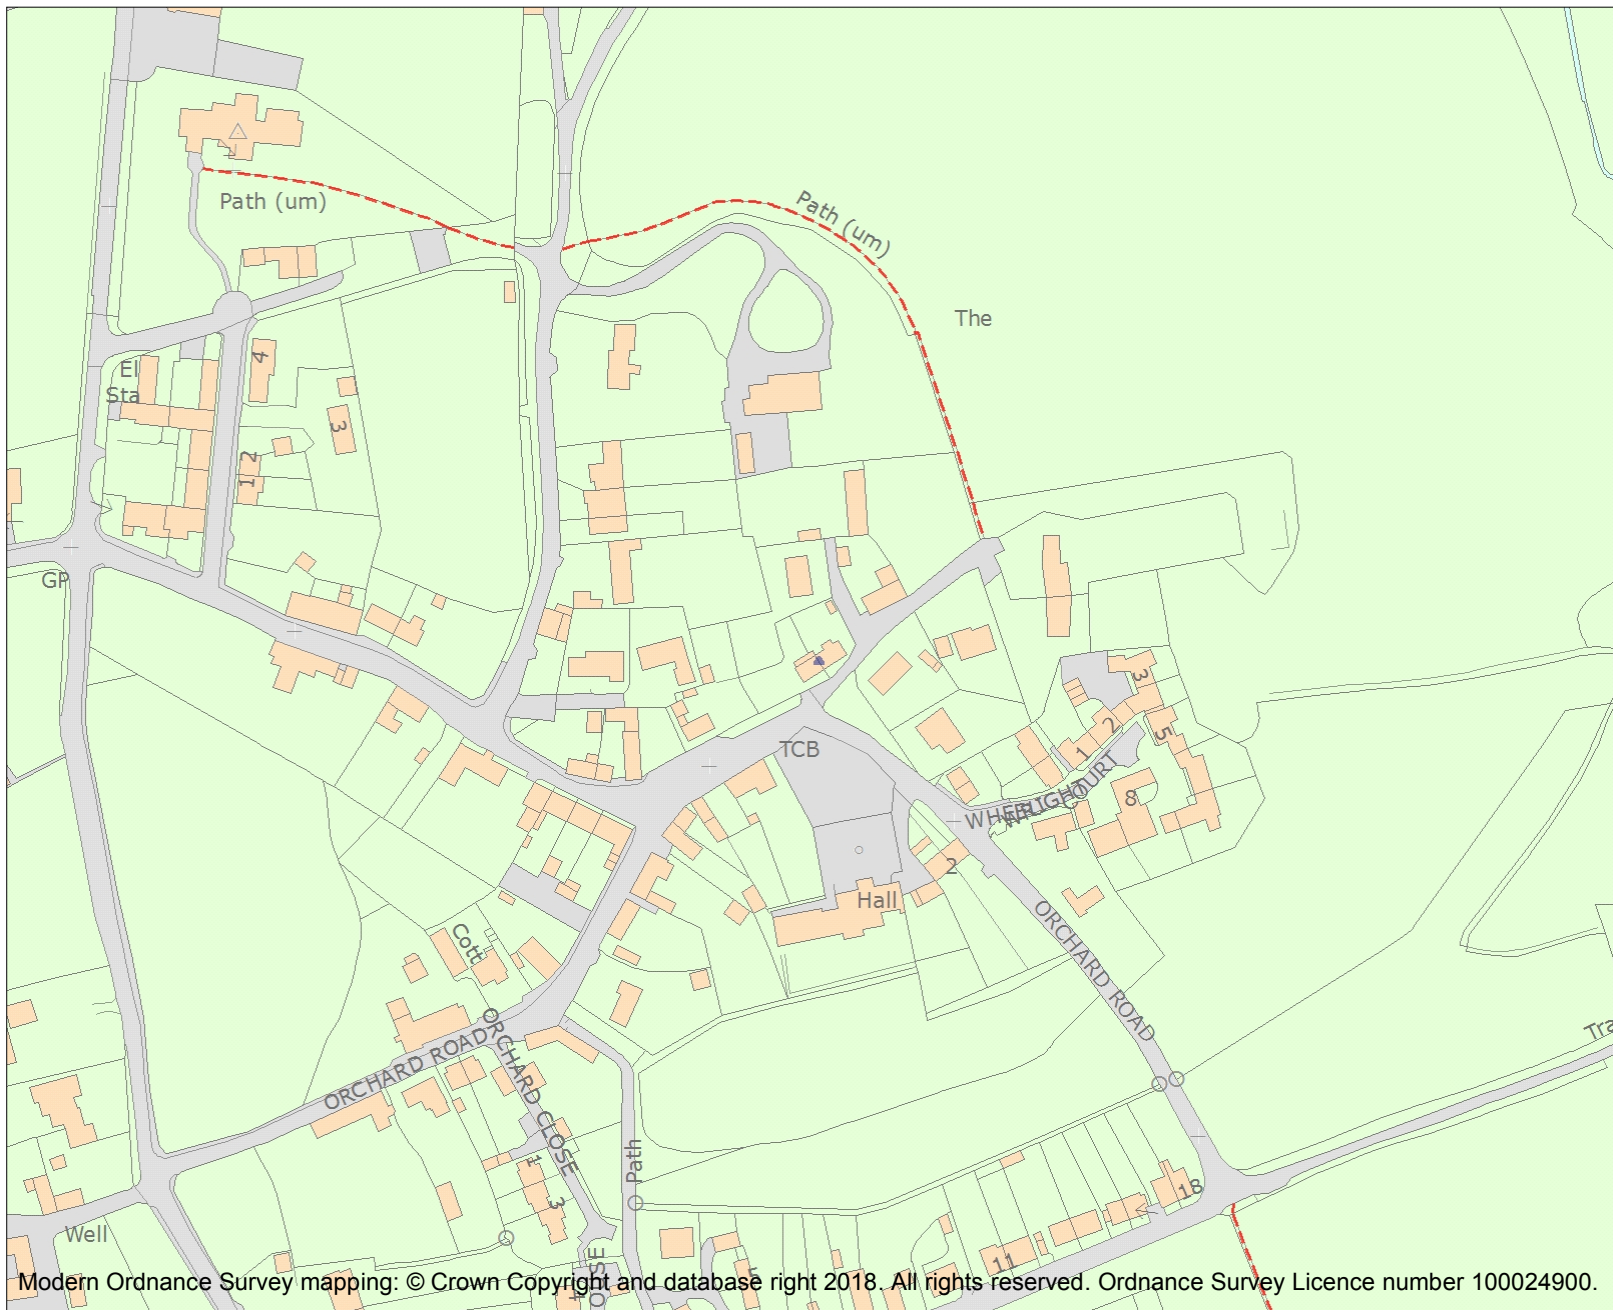 Path (um)
Path (um)
The
El
Sta
4
3
2
1
GP
TCB
3
2
1
5
WHEELWRIGHT
COURT
8
2
Hall
Cott
ORCHARD ROAD
ORCHARD ROAD
ORCHARD CLOSE
Tra
Path
1
3
18
Well
11
OSE
Modern Ordnance Survey mapping: © Crown Copyright and database right 2018. All rights reserved. Ordnance Survey Licence number 100024900.